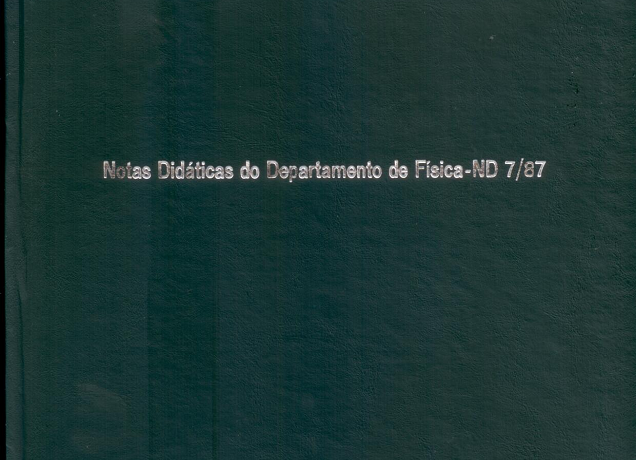 Notas Didáticas do Departamento de Física-ND 7/87